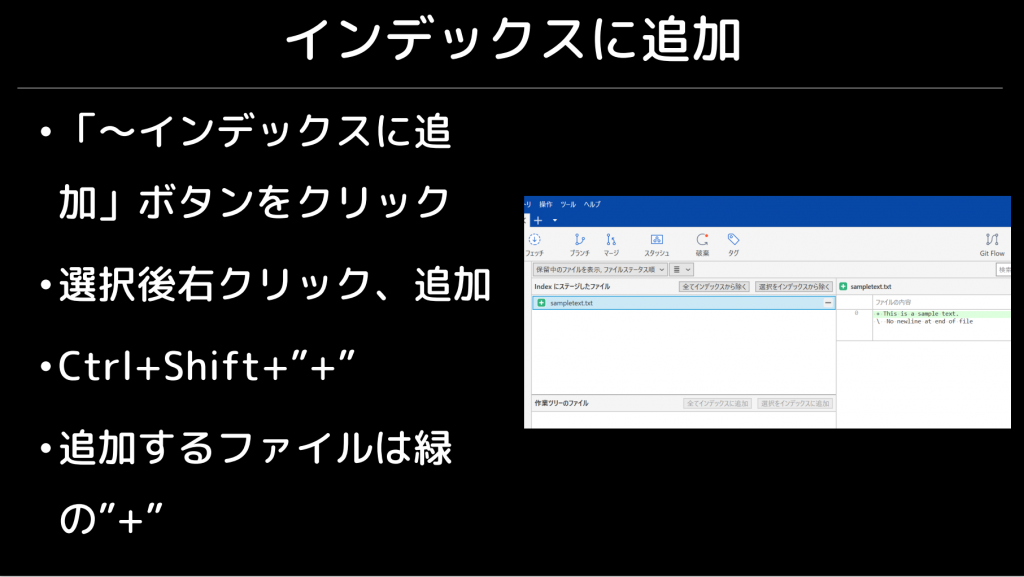 インデックスに追加
•「～インデックスに追
加」ボタンをクリック
•選択後右クリック、追加
•Ctrl+Shift+”+”
•追加するファイルは緑
の”+”
操作 ツール ヘルプ
フェッチ ブランチ マージ スタッシュ 破棄 タグ Git Flow
保留中のファイルを表示, ファイルステータス順
Index にステージしたファイル 全てインデックスから除く 選択をインデックスから除く
sampletext.txt
sampletext.txt
ファイルの内容
0 + This is a sample text.
\ No newline at end of file
作業ツリーのファイル 全てインデックスに追加 選択をインデックスに追加